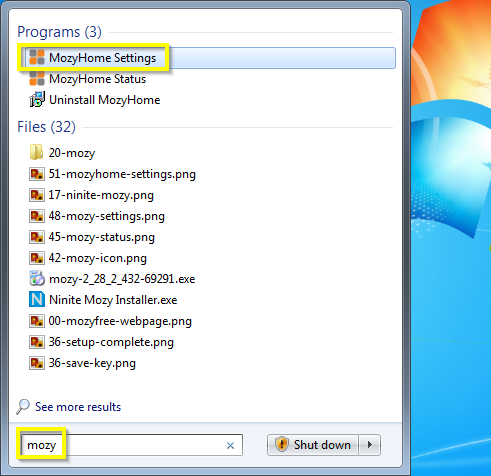 Programs (3)
MozyHome Settings
MozyHome Status
Uninstall MozyHome
Files (32)
20-mozy
51-mozyhome-settings.png
17-ninite-mozy.png
48-mozy-settings.png
45-mozy-status.png
42-mozy-icon.png
mozy-2_28_2_432-69291.exe
Ninite Mozy Installer.exe
00-mozyfree-webpage.png
36-setup-complete.png
36-save-key.png
See more results
mozy
Shut down